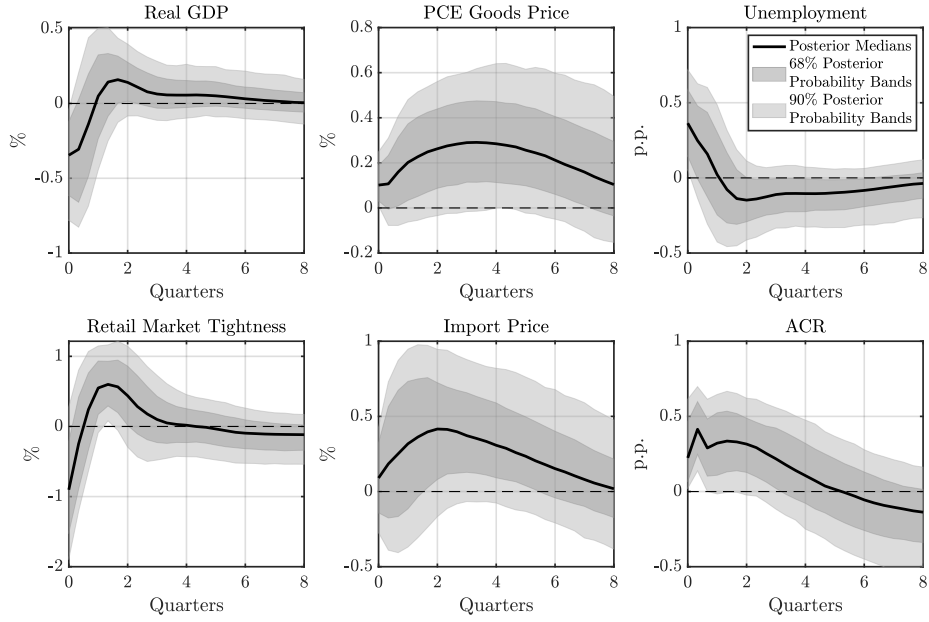 Real GDP
0.5
0
-0.5
-1
%
0 2 4 6 8
Quarters
PCE Goods Price
0.8
0.6
0.4
0.2
0
0.2
%
0 2 4 6 8
Quarters
Unemployment
1
0.5
0
-0.5
p.p.
0 2 4 6 8
Quarters
Posterior Medians
68% Posterior
Probability Bands
90% Posterior
Probability Bands
Retail Market Tightness
1
0
-1
-2
%
0 2 4 6 8
Quarters
Import Price
1
0.5
0
-0.5
%
0 2 4 6 8
Quarters
ACR
1
0.5
0
-0.5
p.p.
0 2 4 6 8
Quarters